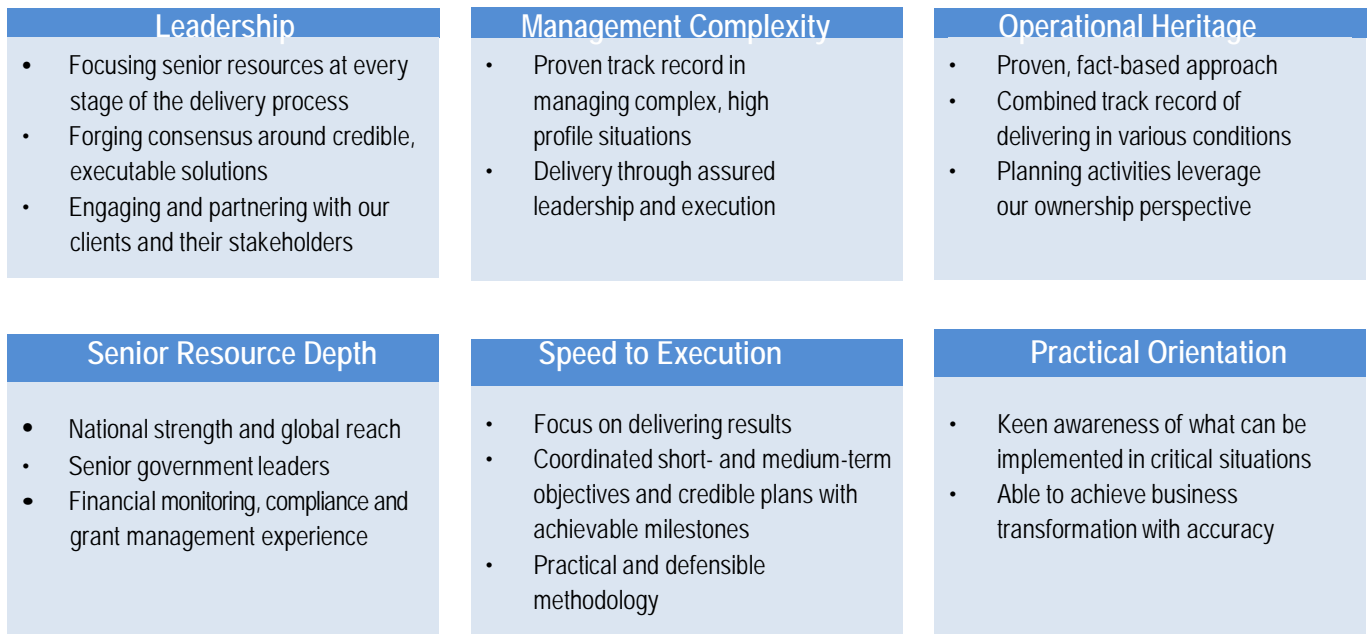 Leadership
• Focusing senior resources at every
stage of the delivery process
• Forging consensus around credible,
executable solutions
• Engaging and partnering with our
clients and their stakeholders
Management Complexity
• Proven track record in
managing complex, high
profile situations
• Delivery through assured
leadership and execution
Operational Heritage
• Proven, fact-based approach
• Combined track record of
delivering in various conditions
• Planning activities leverage
our ownership perspective
Senior Resource Depth
• National strength and global reach
• Senior government leaders
• Financial monitoring, compliance and
grant management experience
Speed to Execution
• Focus on delivering results
• Coordinated short- and medium-term
objectives and credible plans with
achievable milestones
• Practical and defensible
methodology
Practical Orientation
• Keen awareness of what can be
implemented in critical situations
• Able to achieve business
transformation with accuracy